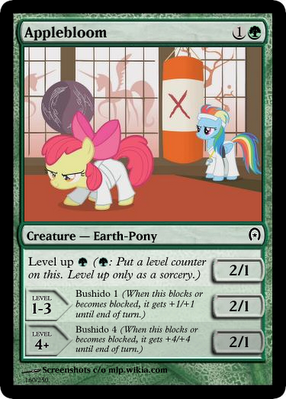 Applebloom 1
Creature — Earth-Pony
Level up (: Put a level counter
on this. Level up only as a sorcery.)
2/1
LEVEL
1-3
Bushido 1 (When this blocks or
becomes blocked, it gets +1/+1
until end of turn.)
2/1
LEVEL
4+
Bushido 4 (When this blocks or
becomes blocked, it gets +4/+4
until end of turn.)
2/1
Screenshots c/o mlp.wikia.com
160/250